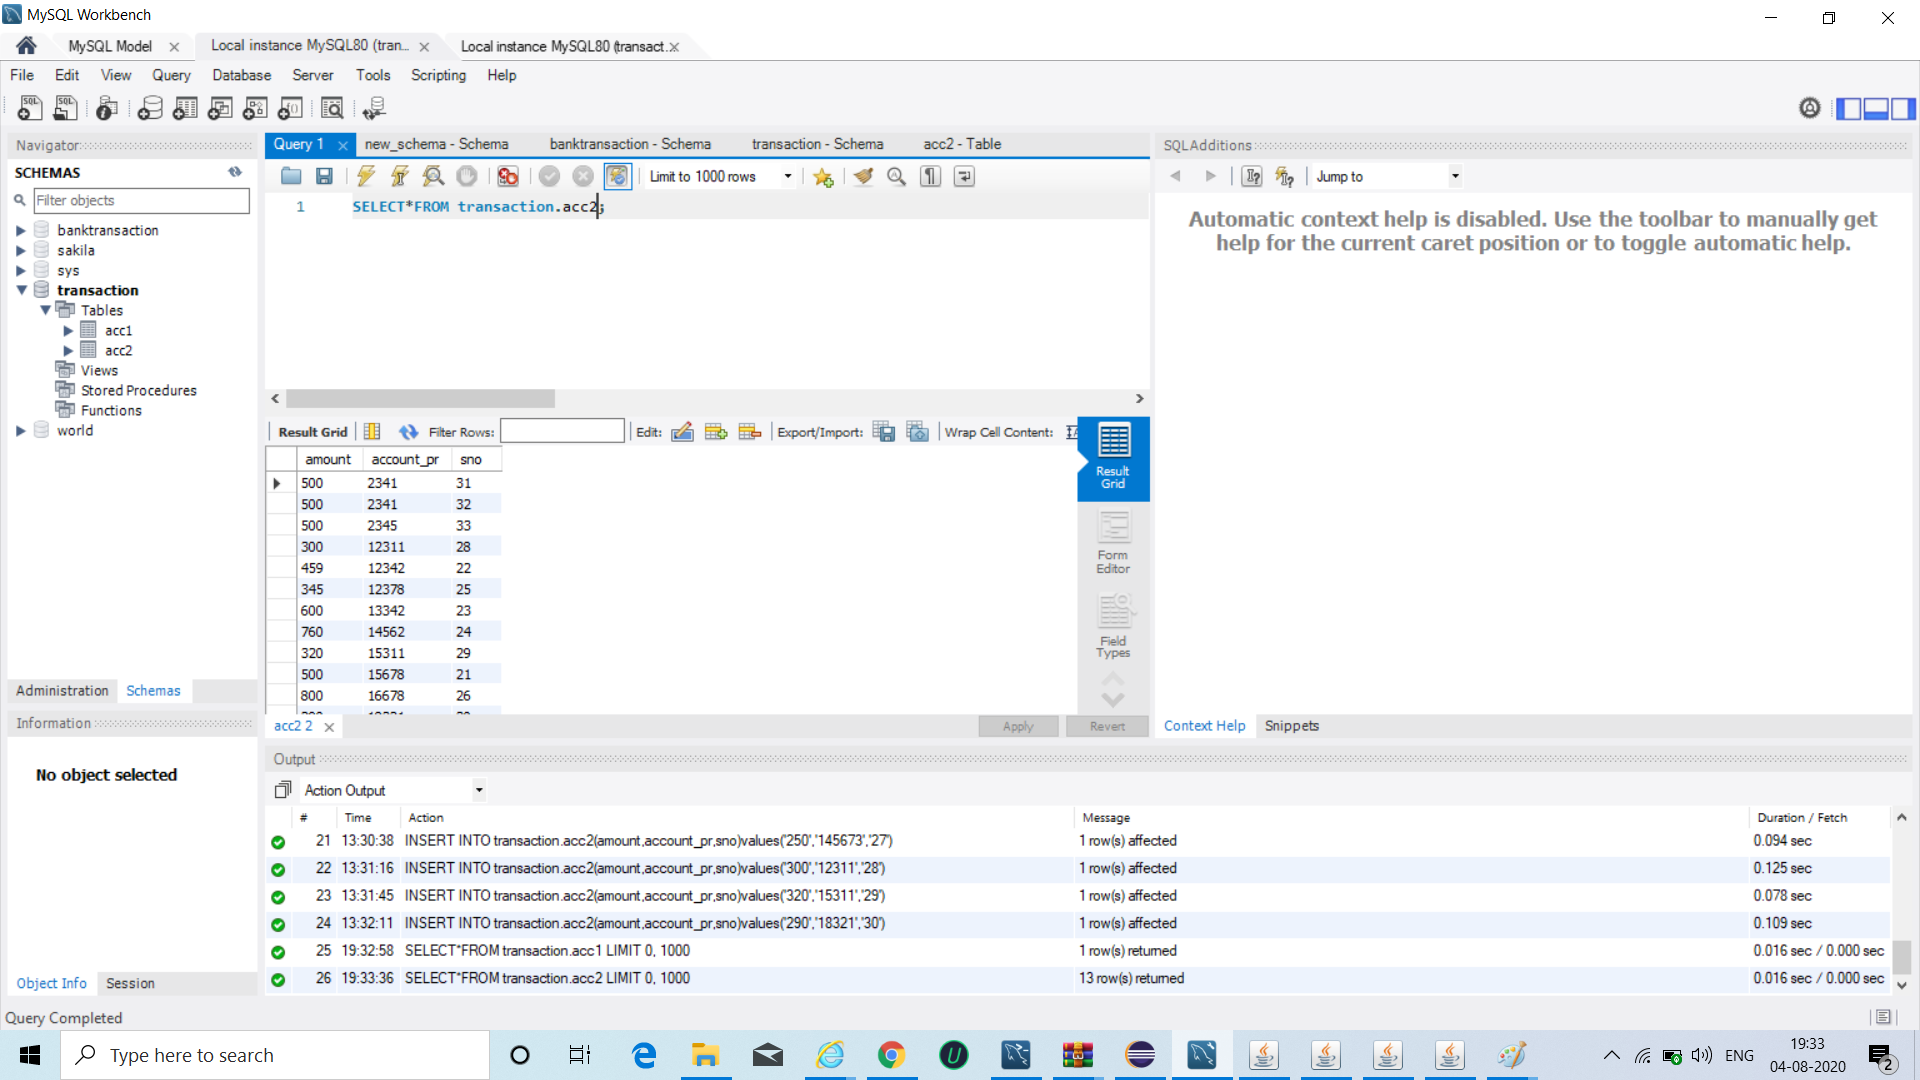 MySQL Workbench
MySQL Model
Local instance MySQL80 (tran...
Local instance MySQL80 (transact...
File Edit View Query Database Server Tools Scripting Help
Navigator
SCHEMAS
Filter objects
banktransaction
sakila
sys
transaction
Tables
acc1
acc2
Views
Stored Procedures
Functions
world
Administration Schemas
Information
No object selected
Object Info Session
Query 1 new_schema - Schema banktransaction - Schema transaction - Schema acc2 - Table
Limit to 1000 rows
1 SELECT*FROM transaction.acc2;
Result Grid Filter Rows: Edit: Export/Import: Wrap Cell Content:
amount account_pr sno
500 2341 31
500 2341 32
500 2345 33
300 12311 28
459 12342 22
345 12378 25
600 13342 23
760 14562 24
320 15311 29
500 15678 21
800 16678 26
Result Grid
Form Editor
Field Types
acc2 2
Apply Revert
SQLAdditions
Jump to
Automatic context help is disabled. Use the toolbar to manually get
help for the current caret position or to toggle automatic help.
Context Help Snippets
Output
Action Output
# Time Action Message Duration / Fetch
21 13:30:38 INSERT INTO transaction.acc2(amount,account_pr,sno)values('250','145673','27') 1 row(s) affected 0.094 sec
22 13:31:16 INSERT INTO transaction.acc2(amount,account_pr,sno)values('300','12311','28') 1 row(s) affected 0.125 sec
23 13:31:45 INSERT INTO transaction.acc2(amount,account_pr,sno)values('320','15311','29') 1 row(s) affected 0.078 sec
24 13:32:11 INSERT INTO transaction.acc2(amount,account_pr,sno)values('290','18321','30') 1 row(s) affected 0.109 sec
25 19:32:58 SELECT*FROM transaction.acc1 LIMIT 0, 1000 1 row(s) returned 0.016 sec / 0.000 sec
26 19:33:36 SELECT*FROM transaction.acc2 LIMIT 0, 1000 13 row(s) returned 0.016 sec / 0.000 sec
Query Completed
Type here to search
ENG
19:33
04-08-2020
2